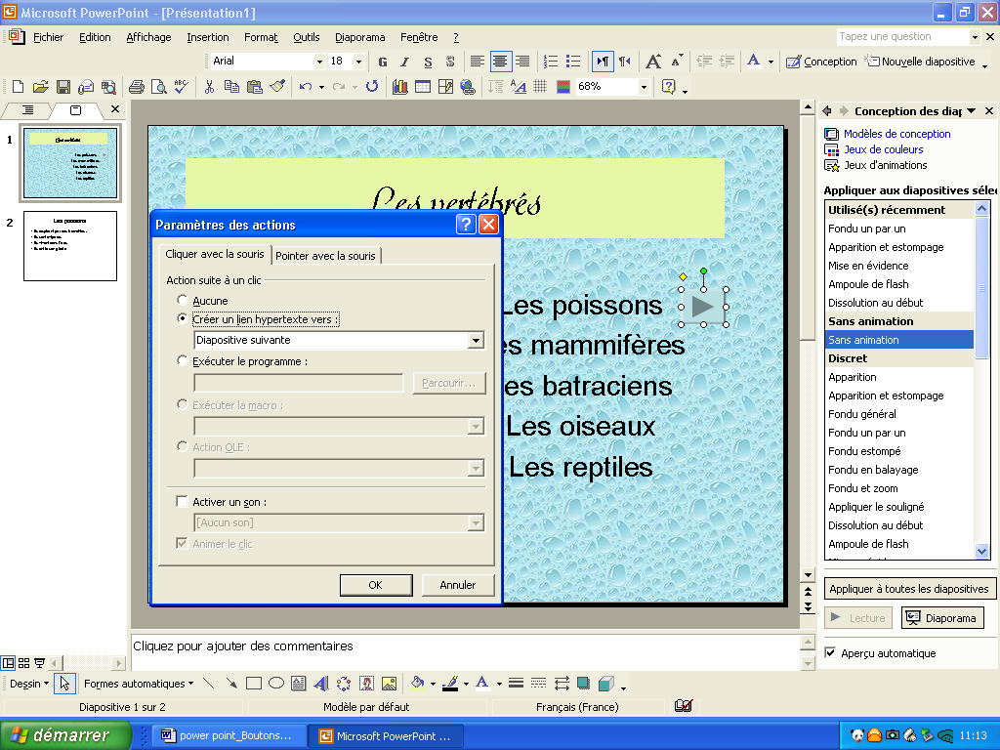 Microsoft PowerPoint - [Présentation1]
Fichier Edition Affichage Insertion Format Outils Diaporama Fenêtre ?
Tapez une question
Arial 18 G I S S Conception Nouvelle diapositive
68%
Conception des diap
1
2
Les poissons
Modèles de conception
Jeux de couleurs
Jeux d'animations
Appliquer aux diapositives sélec
Utilisé(s) récemment
Fondu un par un
Apparition et estompage
Mise en évidence
Ampoule de flash
Dissolution au début
Sans animation
Sans animation
Discret
Apparition
Apparition et estompage
Fondu général
Fondu un par un
Fondu estompé
Fondu en balayage
Fondu et zoom
Appliquer le souligné
Dissolution au début
Ampoule de flash
Appliquer à toutes les diapositives
Lecture Diaporama
Aperçu automatique
Les vertébrés
Les poissons
es mammifères
es batraciens
Les oiseaux
Les reptiles
Paramètres des actions
Cliquer avec la souris Pointer avec la souris
Action suite à un clic
Aucune
Créer un lien hypertexte vers :
Diapositive suivante
Exécuter le programme :
Parcourir...
Exécuter la macro :
Action OLE :
Activer un son :
[Aucun son]
Animer le clic
OK Annuler
Cliquez pour ajouter des commentaires
Dessin Formes automatiques
Diapositive 1 sur 2 Modèle par défaut Français (France)
démarrer power point_Boutons... Microsoft PowerPoint ... 11:13